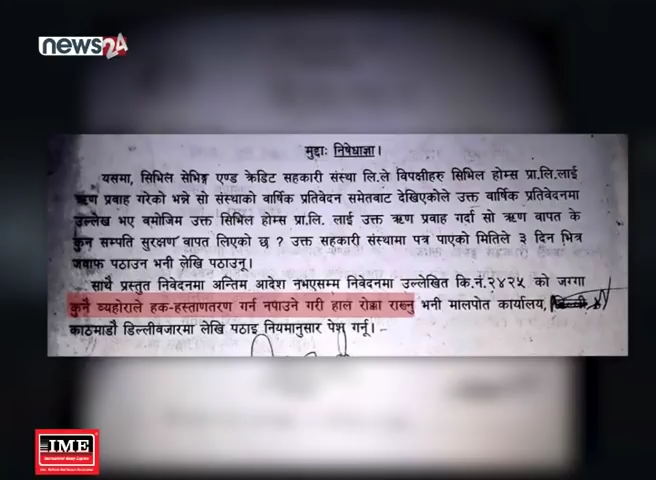 news24
मुद्दाः निषेधाज्ञा।
यसमा, सिभिल सेभिङ्ग एण्ड क्रेडिट सहकारी संस्था लि.ले विपक्षीहरु सिभिल होम्स प्रा.लि.लाई
ऋण प्रवाह गरेको भन्ने सो संस्थाको वार्षिक प्रतिवेदन समेतबाट देखिएकोले उक्त वार्षिक प्रतिवेदनमा
उल्लेख भए बमोजिम उक्त सिभिल होम्स प्रा.लि. लाई उक्त ऋण प्रवाह गर्दा सो ऋण वापत के
कुन सम्पति सुरक्षण वापत लिएको छ ? उक्त सहकारी संस्थामा पत्र पाएको मितिले ३ दिन भित्र
जवाफ पठाउन भनी लेखि पठाउनू।
साथै प्रस्तुत निवेदनमा अन्तिम आदेश नभएसम्म निवेदनमा उल्लेखित कि.नं.२४२५ को जग्गा
कुनै व्यहोराले हक-हस्ताणतरण गर्न नपाउने गरी हाल रोक्का राख्नु भनी मालपोत कार्यालय,
काठमाडौ डिल्लीवजारमा लेखि पठाइ नियमानुसार पेश गर्नू।
IME